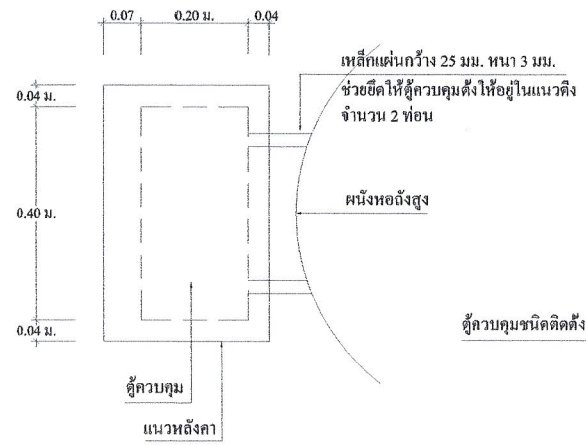 0.07 0.20 ม. 0.04
เหล็กแผ่นกว้าง 25 มม. หนา 3 มม.
ช่วยยึดให้ตู้ควบคุมตั้งให้อยู่ในแนวดิ่ง
จำนวน 2 ท่อน
0.04 ม.
0.40 ม.
ผนังหอถังสูง
0.04 ม.
ตู้ควบคุมชนิดติดตั้ง
ตู้ควบคุม
แนวหลังคา